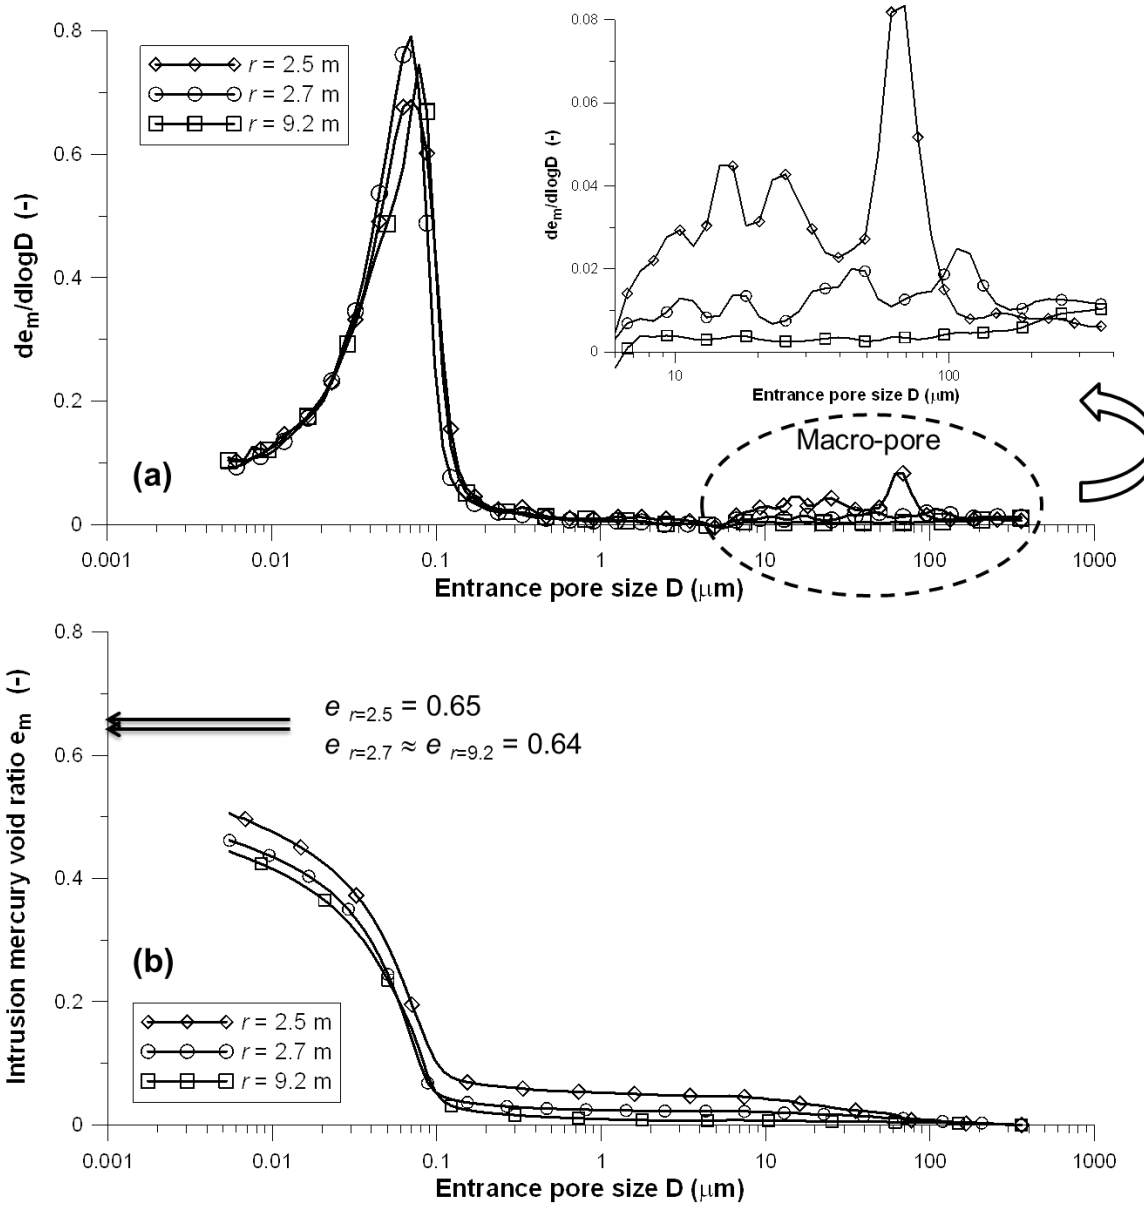 0.8
0.6
0.4
0.2
0
de_m/dlogD (-)
r = 2.5 m
r = 2.7 m
r = 9.2 m
(a)
0.001
0.01
0.1
1
10
100
1000
Entrance pore size D (μm)
Macro-pore
0.08
0.06
0.04
0.02
0
de_m/dlogD (-)
10
100
Entrance pore size D (μm)
0.8
0.6
0.4
0.2
0
Intrusion mercury void ratio e_m (-)
e r=2.5 = 0.65
e r=2.7 ≈ e r=9.2 = 0.64
(b)
r = 2.5 m
r = 2.7 m
r = 9.2 m
0.001
0.01
0.1
1
10
100
1000
Entrance pore size D (μm)